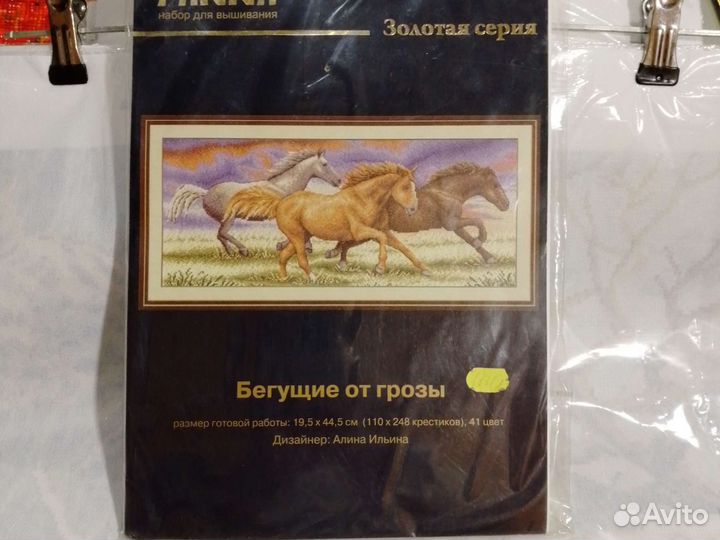 набор для вышивания
Золотая серия
Бегущие от грозы
размер готовой работы: 19,5 х 44,5 см (110 х 248 крестиков), 41 цвет
Дизайнер: Алина Ильина
Avito